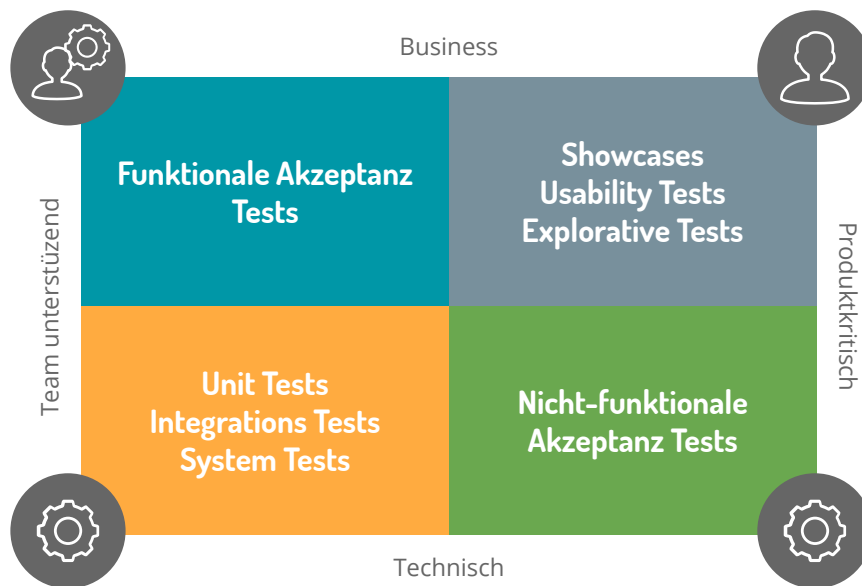 Business
Funktionale Akzeptanz
Tests
Showcases
Usability Tests
Explorative Tests
Team unterstüzend
Produktkritisch
Unit Tests
Integrations Tests
System Tests
Nicht-funktionale
Akzeptanz Tests
Technisch